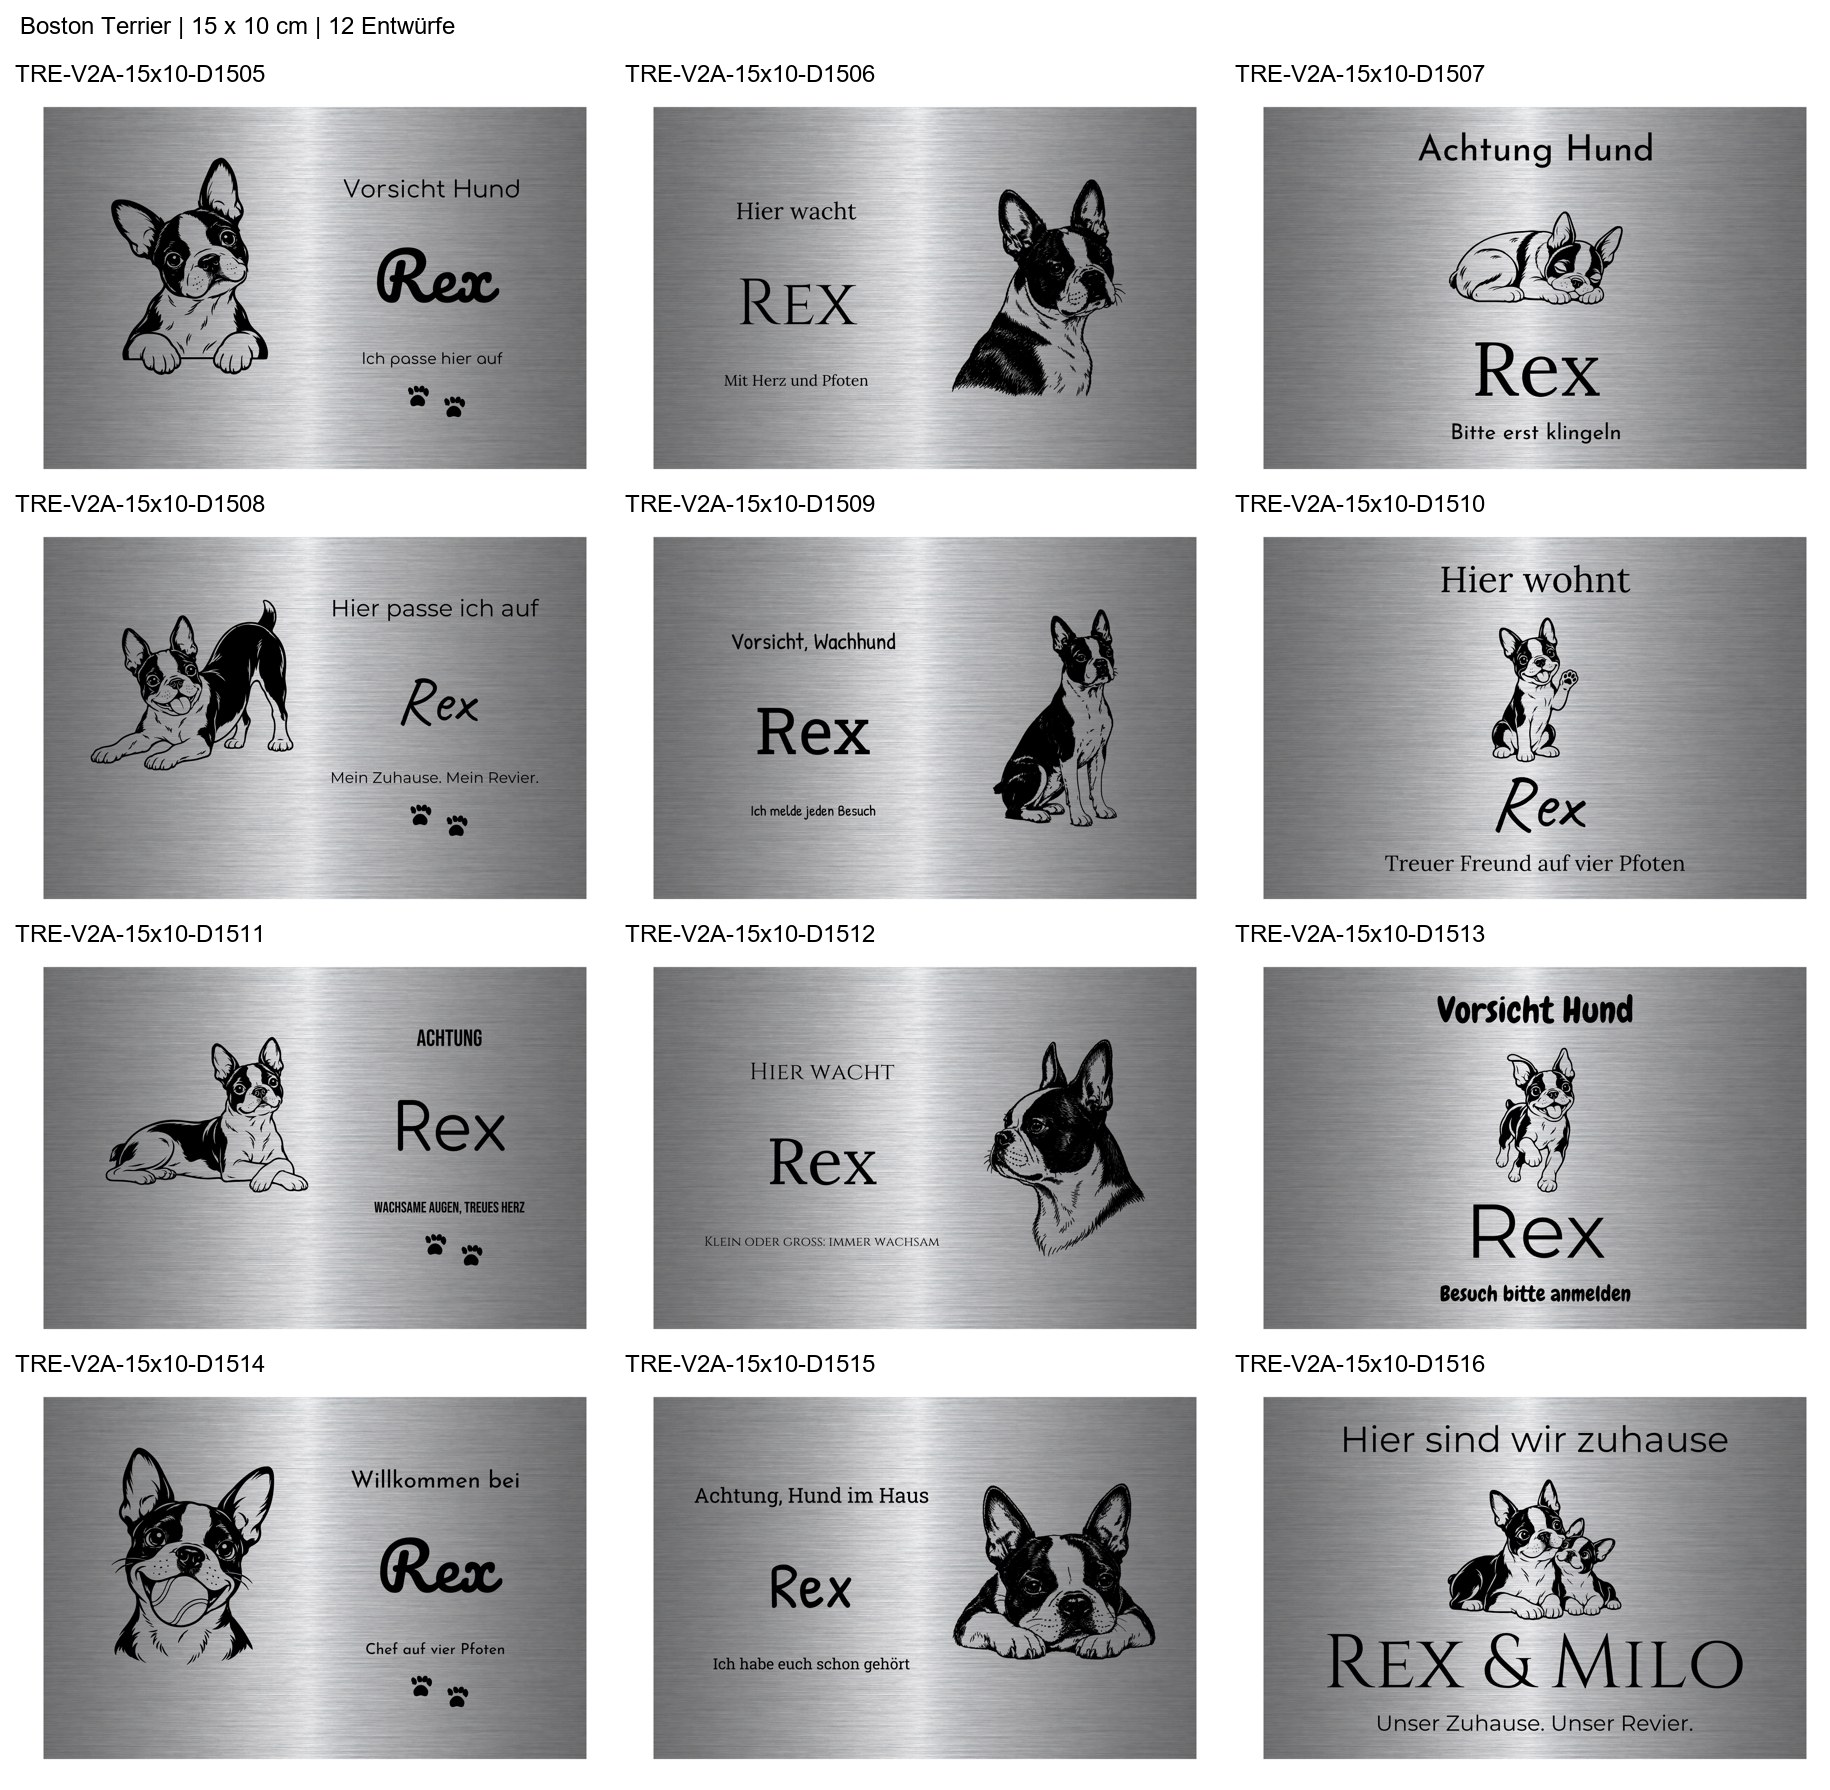 Boston Terrier | 15 x 10 cm | 12 Entwürfe
TRE-V2A-15x10-D1505
Vorsicht Hund
Rex
Ich passe hier auf
TRE-V2A-15x10-D1506
Hier wacht
REX
Mit Herz und Pfoten
TRE-V2A-15x10-D1507
Achtung Hund
Rex
Bitte erst klingeln
TRE-V2A-15x10-D1508
Hier passe ich auf
Rex
Mein Zuhause. Mein Revier.
TRE-V2A-15x10-D1509
Vorsicht, Wachhund
Rex
Ich melde jeden Besuch
TRE-V2A-15x10-D1510
Hier wohnt
Rex
Treuer Freund auf vier Pfoten
TRE-V2A-15x10-D1511
ACHTUNG
Rex
WACHSAME AUGEN, TREUES HERZ
TRE-V2A-15x10-D1512
HIER WACHT
Rex
KLEIN ODER GROSS: IMMER WACHSAM
TRE-V2A-15x10-D1513
Vorsicht Hund
Rex
Besuch bitte anmelden
TRE-V2A-15x10-D1514
Willkommen bei
Rex
Chef auf vier Pfoten
TRE-V2A-15x10-D1515
Achtung, Hund im Haus
Rex
Ich habe euch schon gehört
TRE-V2A-15x10-D1516
Hier sind wir zuhause
REX & MILO
Unser Zuhause. Unser Revier.